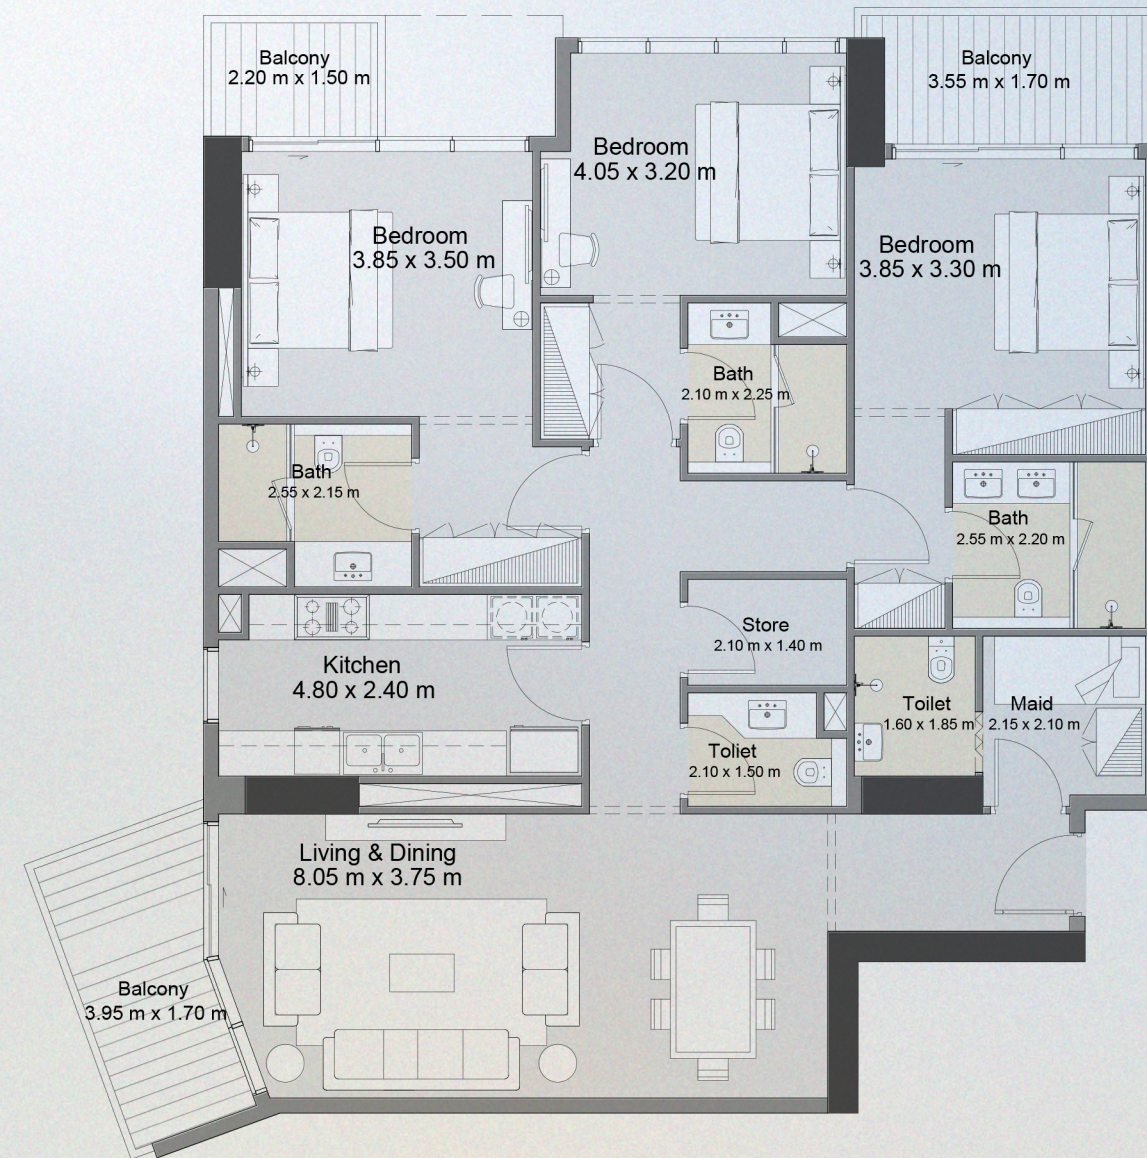 Balcony
2.20 m x 1.50 m
Balcony
3.55 m x 1.70 m
Bedroom
4.05 x 3.20 m
Bedroom
3.85 x 3.50 m
Bedroom
3.85 x 3.30 m
Bath
2.10 m x 2.25 m
Bath
2.55 x 2.15 m
Bath
2.55 m x 2.20 m
Store
2.10 m x 1.40 m
Kitchen
4.80 x 2.40 m
Toilet
1.60 x 1.85 m
Maid
2.15 x 2.10 m
Toliet
2.10 x 1.50 m
Living & Dining
8.05 m x 3.75 m
Balcony
3.95 m x 1.70 m